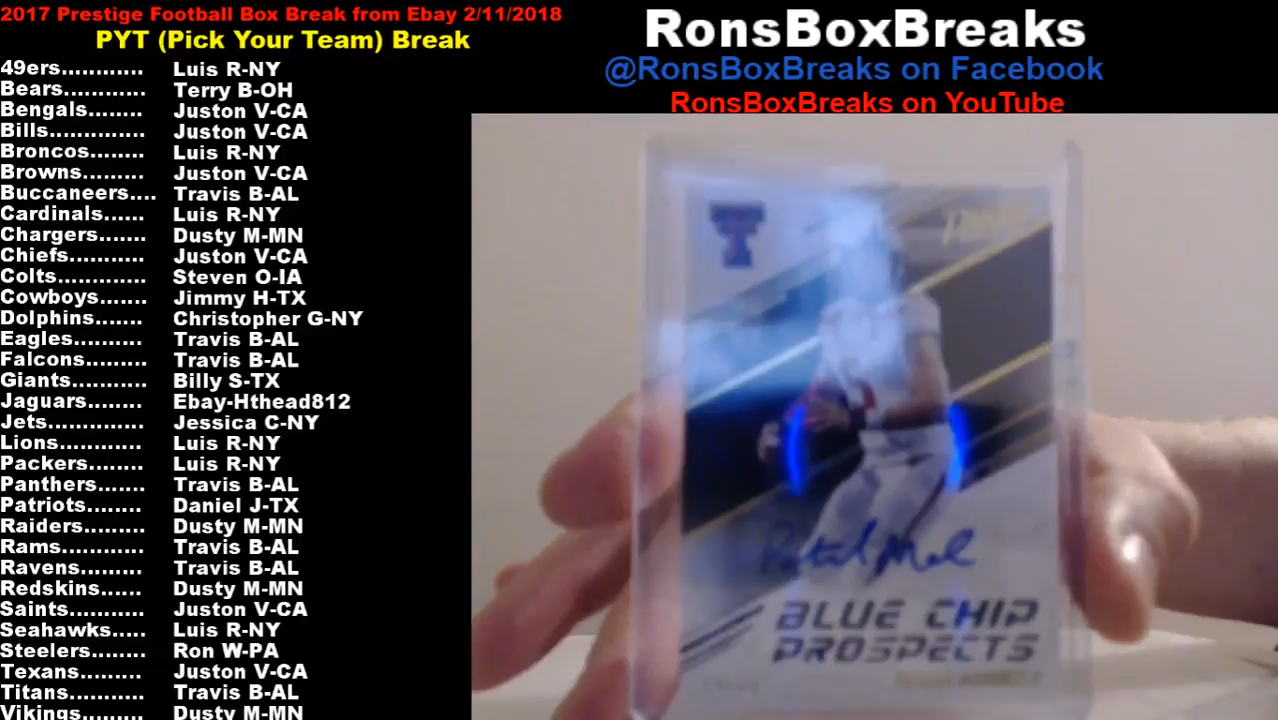 2017 Prestige Football Box Break from Ebay 2/11/2018
PYT (Pick Your Team) Break
49ers............ Luis R-NY
Bears............ Terry B-OH
Bengals........ Juston V-CA
Bills.............. Juston V-CA
Broncos........ Luis R-NY
Browns......... Juston V-CA
Buccaneers.... Travis B-AL
Cardinals...... Luis R-NY
Chargers....... Dusty M-MN
Chiefs........... Juston V-CA
Colts............. Steven O-IA
Cowboys....... Jimmy H-TX
Dolphins....... Christopher G-NY
Eagles.......... Travis B-AL
Falcons......... Travis B-AL
Giants........... Billy S-TX
Jaguars........ Ebay-Hthead812
Jets.............. Jessica C-NY
Lions............ Luis R-NY
Packers........ Luis R-NY
Panthers....... Travis B-AL
Patriots........ Daniel J-TX
Raiders......... Dusty M-MN
Rams............ Travis B-AL
Ravens......... Travis B-AL
Redskins...... Dusty M-MN
Saints........... Juston V-CA
Seahawks..... Luis R-NY
Steelers........ Ron W-PA
Texans......... Juston V-CA
Titans........... Travis B-AL
Vikings......... Dusty M-MN
RonsBoxBreaks
@RonsBoxBreaks on Facebook
RonsBoxBreaks on YouTube
BLUE CHIP
PROSPECTS